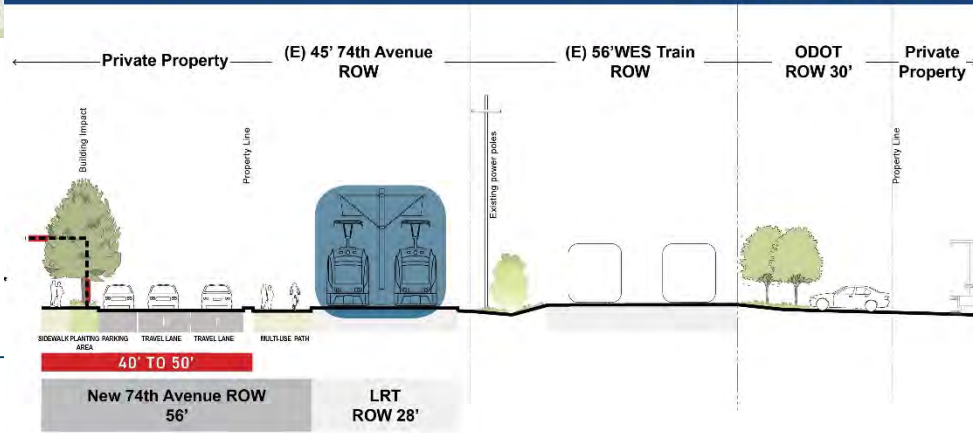 Private Property
(E) 45' 74th Avenue
ROW
(E) 56'WES Train
ROW
ODOT
ROW 30'
Private
Property
Building Impact
Property Line
Existing power poles
Property Line
SIDEWALK PLANTING AREA
PARKING
TRAVEL LANE
TRAVEL LANE
MULTI-USE PATH
40' TO 50'
New 74th Avenue ROW
56'
LRT
ROW 28'